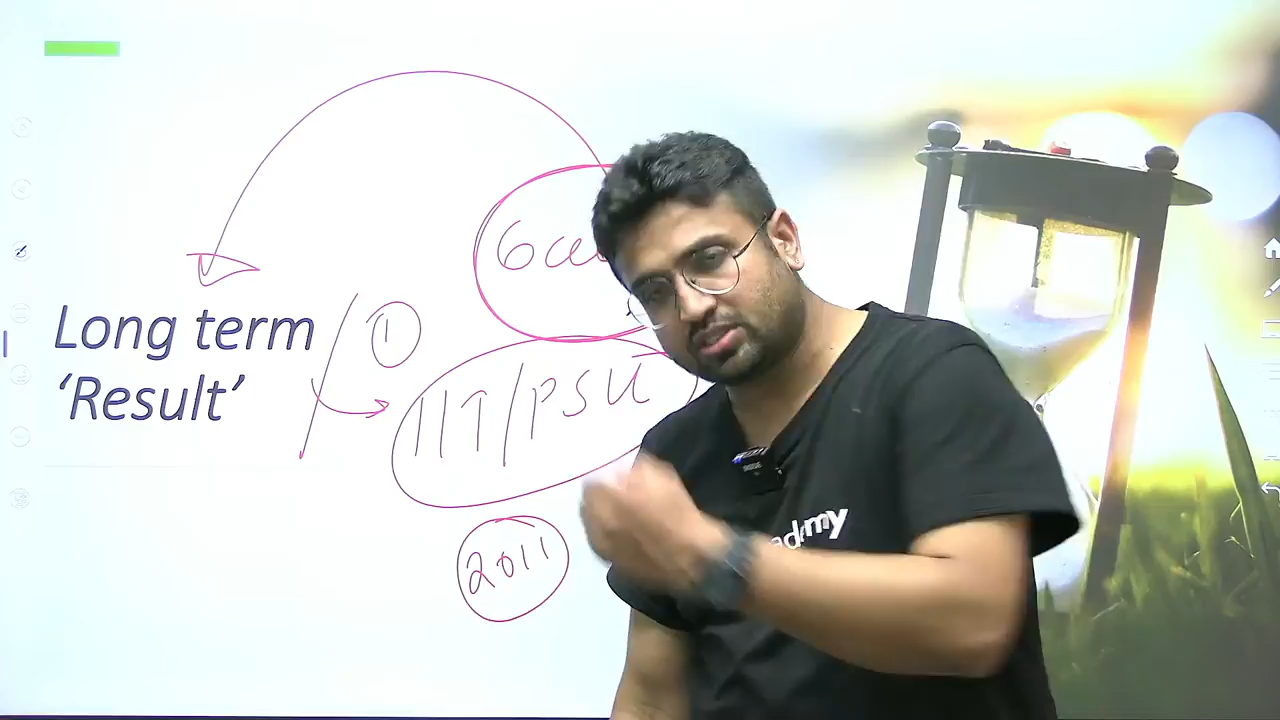 Long term
‘Result’
1
IIT/PSU
2011